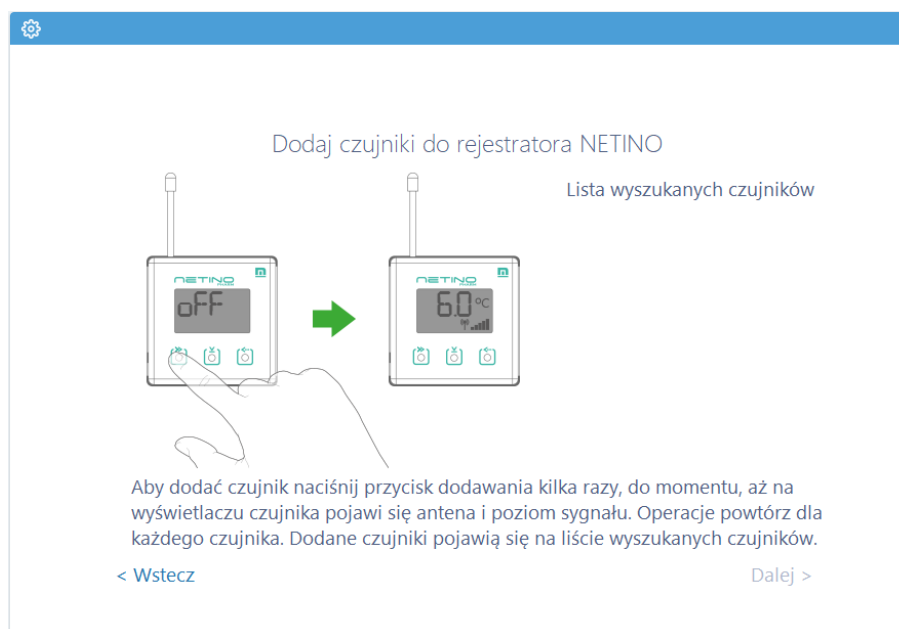 Dodaj czujniki do rejestratora NETINO
Lista wyszukanych czujników
NETINO
oFF
NETINO
6.0 °C
Aby dodać czujnik naciśnij przycisk dodawania kilka razy, do momentu, aż na
wyświetlaczu czujnika pojawi się antena i poziom sygnału. Operacje powtórz dla
każdego czujnika. Dodane czujniki pojawią się na liście wyszukanych czujników.
< Wstecz
Dalej >